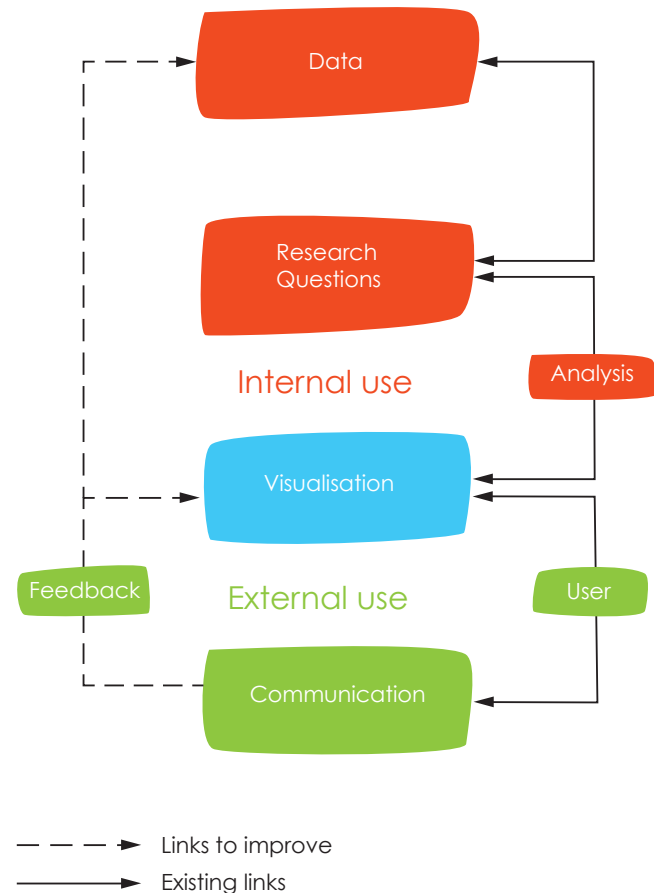 Data
Research
Questions
Internal use
Analysis
Visualisation
Feedback
External use
User
Communication
Links to improve
Existing links